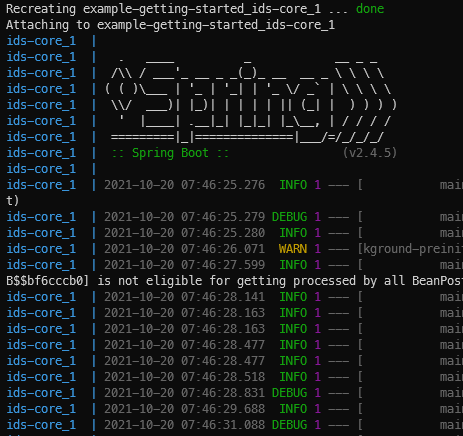 Recreating example-getting-started_ids-core_1 ... done
Attaching to example-getting-started_ids-core_1
ids-core_1  |
ids-core_1  |   .   ____          _            __ _ _
ids-core_1  |  /\\ / ___'_ __ _ _(_)_ __  __ _ \ \ \ \
ids-core_1  | ( ( )\___ | '_ | '_| | '_ \/ _` | \ \ \ \
ids-core_1  |  \\/  ___)| |_)| | | | | || (_| |  ) ) ) )
ids-core_1  |   '  |____| .__|_| |_|_| |_\__, | / / / /
ids-core_1  |  =========|_|==============|___/=/_/_/_/
ids-core_1  |  :: Spring Boot ::                (v2.4.5)
ids-core_1  |
ids-core_1  | 2021-10-20 07:46:25.276  INFO 1 --- [           mai
t)
ids-core_1  | 2021-10-20 07:46:25.279 DEBUG 1 --- [           mai
ids-core_1  | 2021-10-20 07:46:25.280  INFO 1 --- [           mai
ids-core_1  | 2021-10-20 07:46:26.071  WARN 1 --- [kground-preinit
ids-core_1  | 2021-10-20 07:46:27.599  INFO 1 --- [           mai
B$$bf6cccb0] is not eligible for getting processed by all BeanPost
ids-core_1  | 2021-10-20 07:46:28.141  INFO 1 --- [           mai
ids-core_1  | 2021-10-20 07:46:28.163  INFO 1 --- [           mai
ids-core_1  | 2021-10-20 07:46:28.163  INFO 1 --- [           mai
ids-core_1  | 2021-10-20 07:46:28.477  INFO 1 --- [           mai
ids-core_1  | 2021-10-20 07:46:28.477  INFO 1 --- [           mai
ids-core_1  | 2021-10-20 07:46:28.518  INFO 1 --- [           mai
ids-core_1  | 2021-10-20 07:46:28.831 DEBUG 1 --- [           mai
ids-core_1  | 2021-10-20 07:46:29.688  INFO 1 --- [           mai
ids-core_1  | 2021-10-20 07:46:31.088 DEBUG 1 --- [           mai